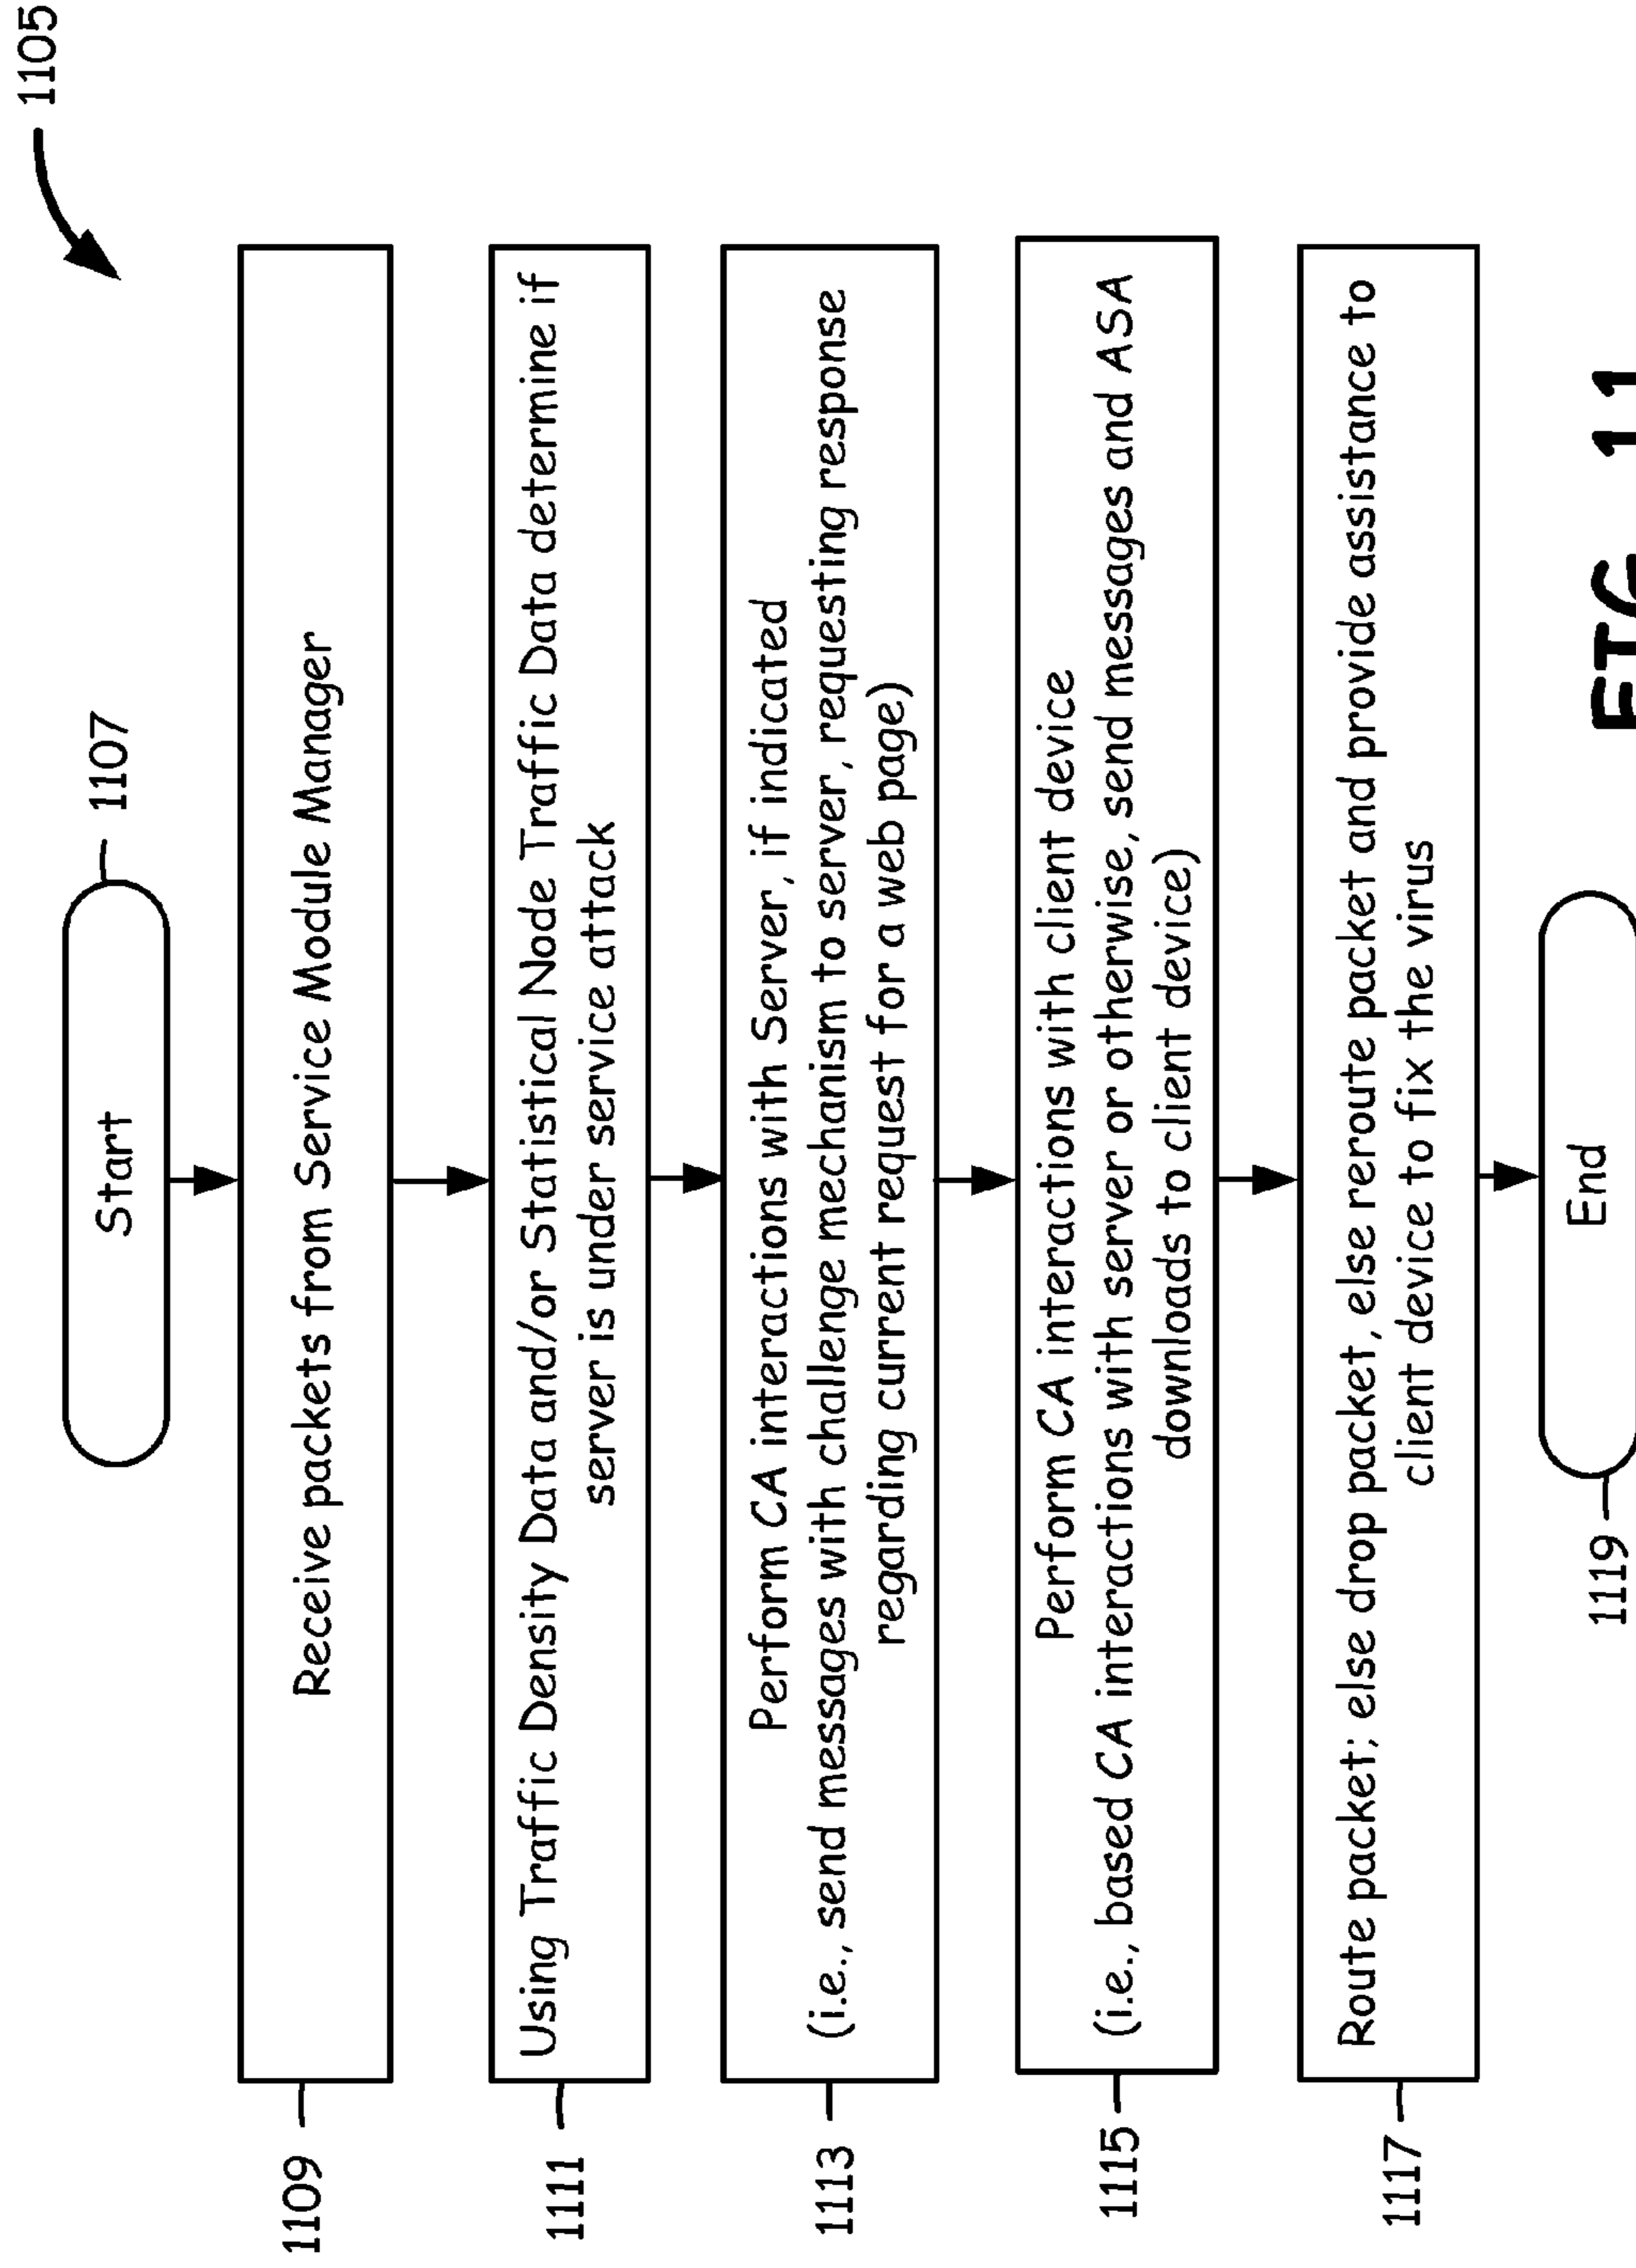 1105
Start
1107
1109
Receive packets from Service Module Manager
1111
Using Traffic Density Data and/or Statistical Node Traffic Data determine if
server is under service attack
1113
Perform CA interactions with Server, if indicated
(i.e., send messages with challenge mechanism to server, requesting response
regarding current request for a web page)
1115
Perform CA interactions with client device
(i.e., based CA interactions with server or otherwise, send messages and ASA
downloads to client device)
1117
Route packet; else drop packet, else reroute packet and provide assistance to
client device to fix the virus
1119
End
FIG. 11